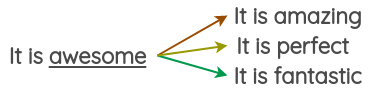 It is amazing
It is awesome
It is perfect
It is fantastic